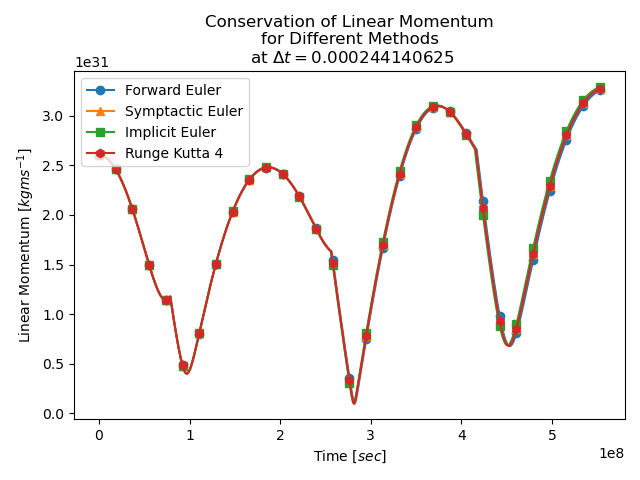 Conservation of Linear Momentum
for Different Methods
at Δt = 0.000244140625
1e31
Forward Euler
Symptactic Euler
Implicit Euler
Runge Kutta 4
Linear Momentum [kgms⁻¹]
3.0
2.5
2.0
1.5
1.0
0.5
0.0
0 1 2 3 4 5
Time [sec]
1e8